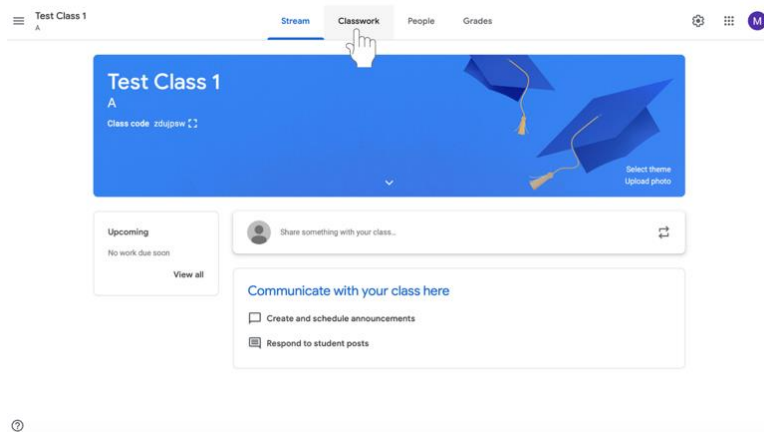 Test Class 1
A
Stream Classwork People Grades
M
Test Class 1
A
Class code zdujpsw
Select theme
Upload photo
Upcoming
No work due soon
View all
Share something with your class...
Communicate with your class here
Create and schedule announcements
Respond to student posts